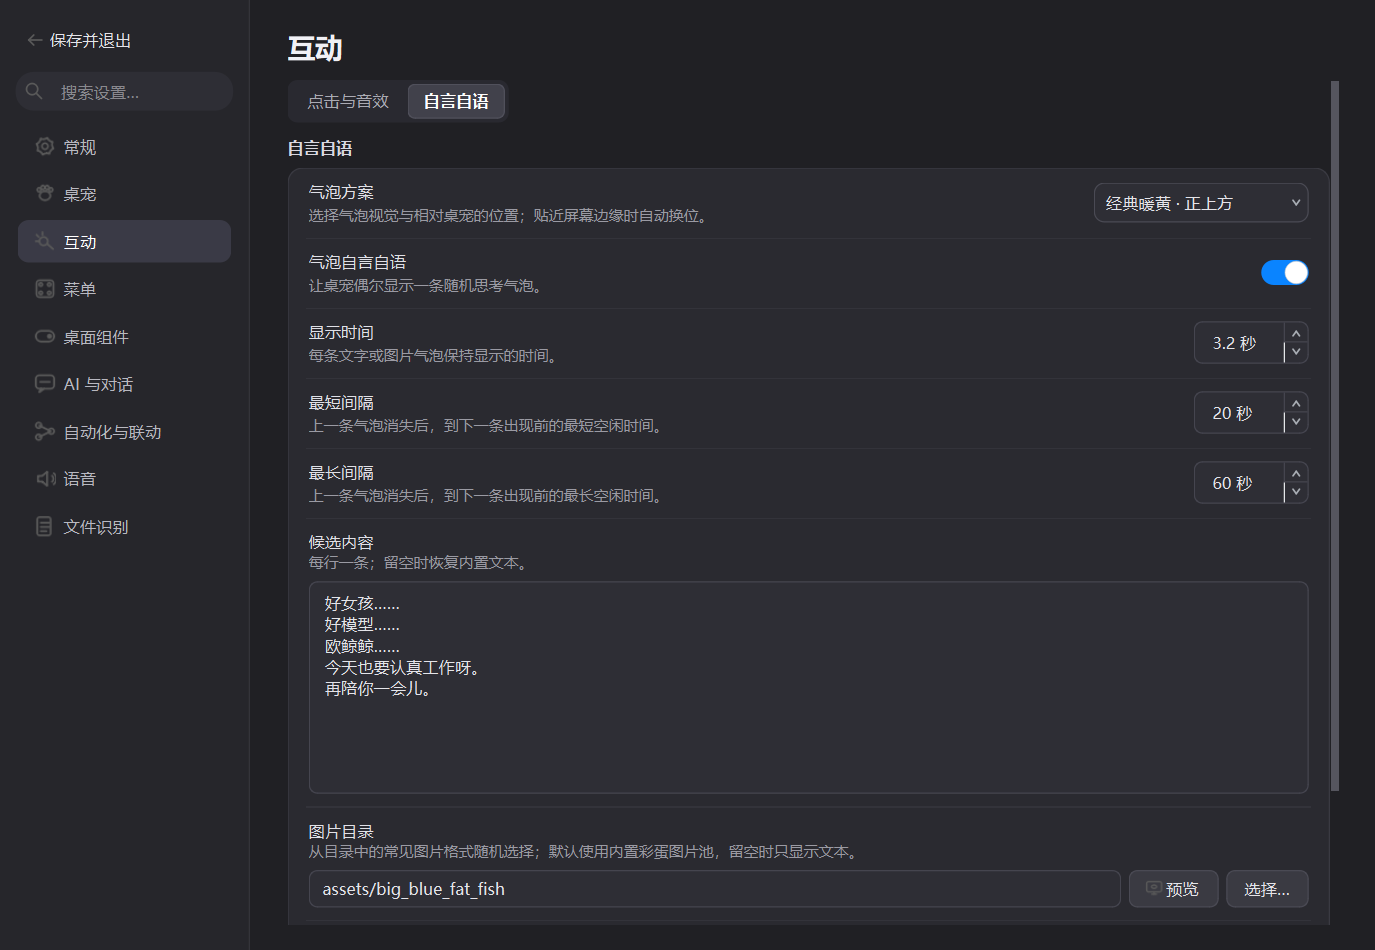 保存并退出
搜索设置...
常规
桌宠
互动
菜单
桌面组件
AI 与对话
自动化与联动
语音
文件识别
互动
点击与音效
自言自语
自言自语
气泡方案
选择气泡视觉与相对桌宠的位置；贴近屏幕边缘时自动换位。
经典暖黄 · 正上方
气泡自言自语
让桌宠偶尔显示一条随机思考气泡。
显示时间
每条文字或图片气泡保持显示的时间。
3.2 秒
最短间隔
上一条气泡消失后，到下一条出现前的最短空闲时间。
20 秒
最长间隔
上一条气泡消失后，到下一条出现前的最长空闲时间。
60 秒
候选内容
每行一条；留空时恢复内置文本。
好女孩......
好模型......
欧鲸鲸......
今天也要认真工作呀。
再陪你一会儿。
图片目录
从目录中的常见图片格式随机选择；默认使用内置彩蛋图片池，留空时只显示文本。
assets/big_blue_fat_fish
预览
选择...